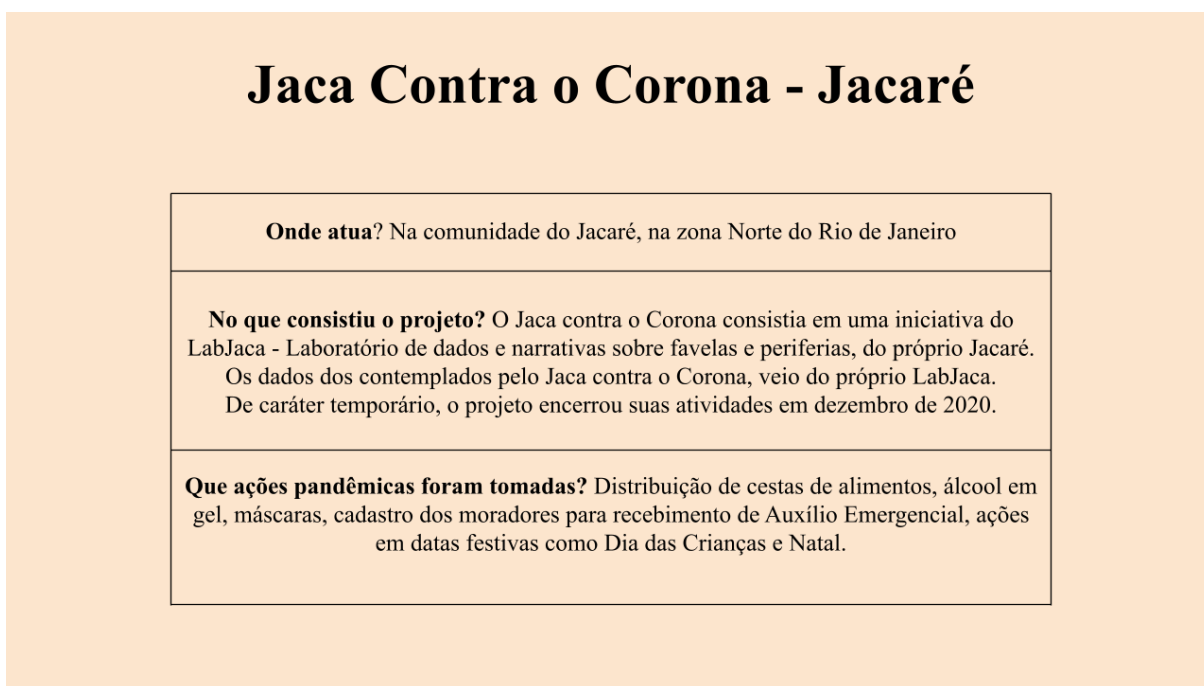 Jaca Contra o Corona - Jacaré
Onde atua? Na comunidade do Jacaré, na zona Norte do Rio de Janeiro
No que consistiu o projeto? O Jaca contra o Corona consistia em uma iniciativa do
LabJaca - Laboratório de dados e narrativas sobre favelas e periferias, do próprio Jacaré.
Os dados dos contemplados pelo Jaca contra o Corona, veio do próprio LabJaca.
De caráter temporário, o projeto encerrou suas atividades em dezembro de 2020.
Que ações pandêmicas foram tomadas? Distribuição de cestas de alimentos, álcool em
gel, máscaras, cadastro dos moradores para recebimento de Auxílio Emergencial, ações
em datas festivas como Dia das Crianças e Natal.